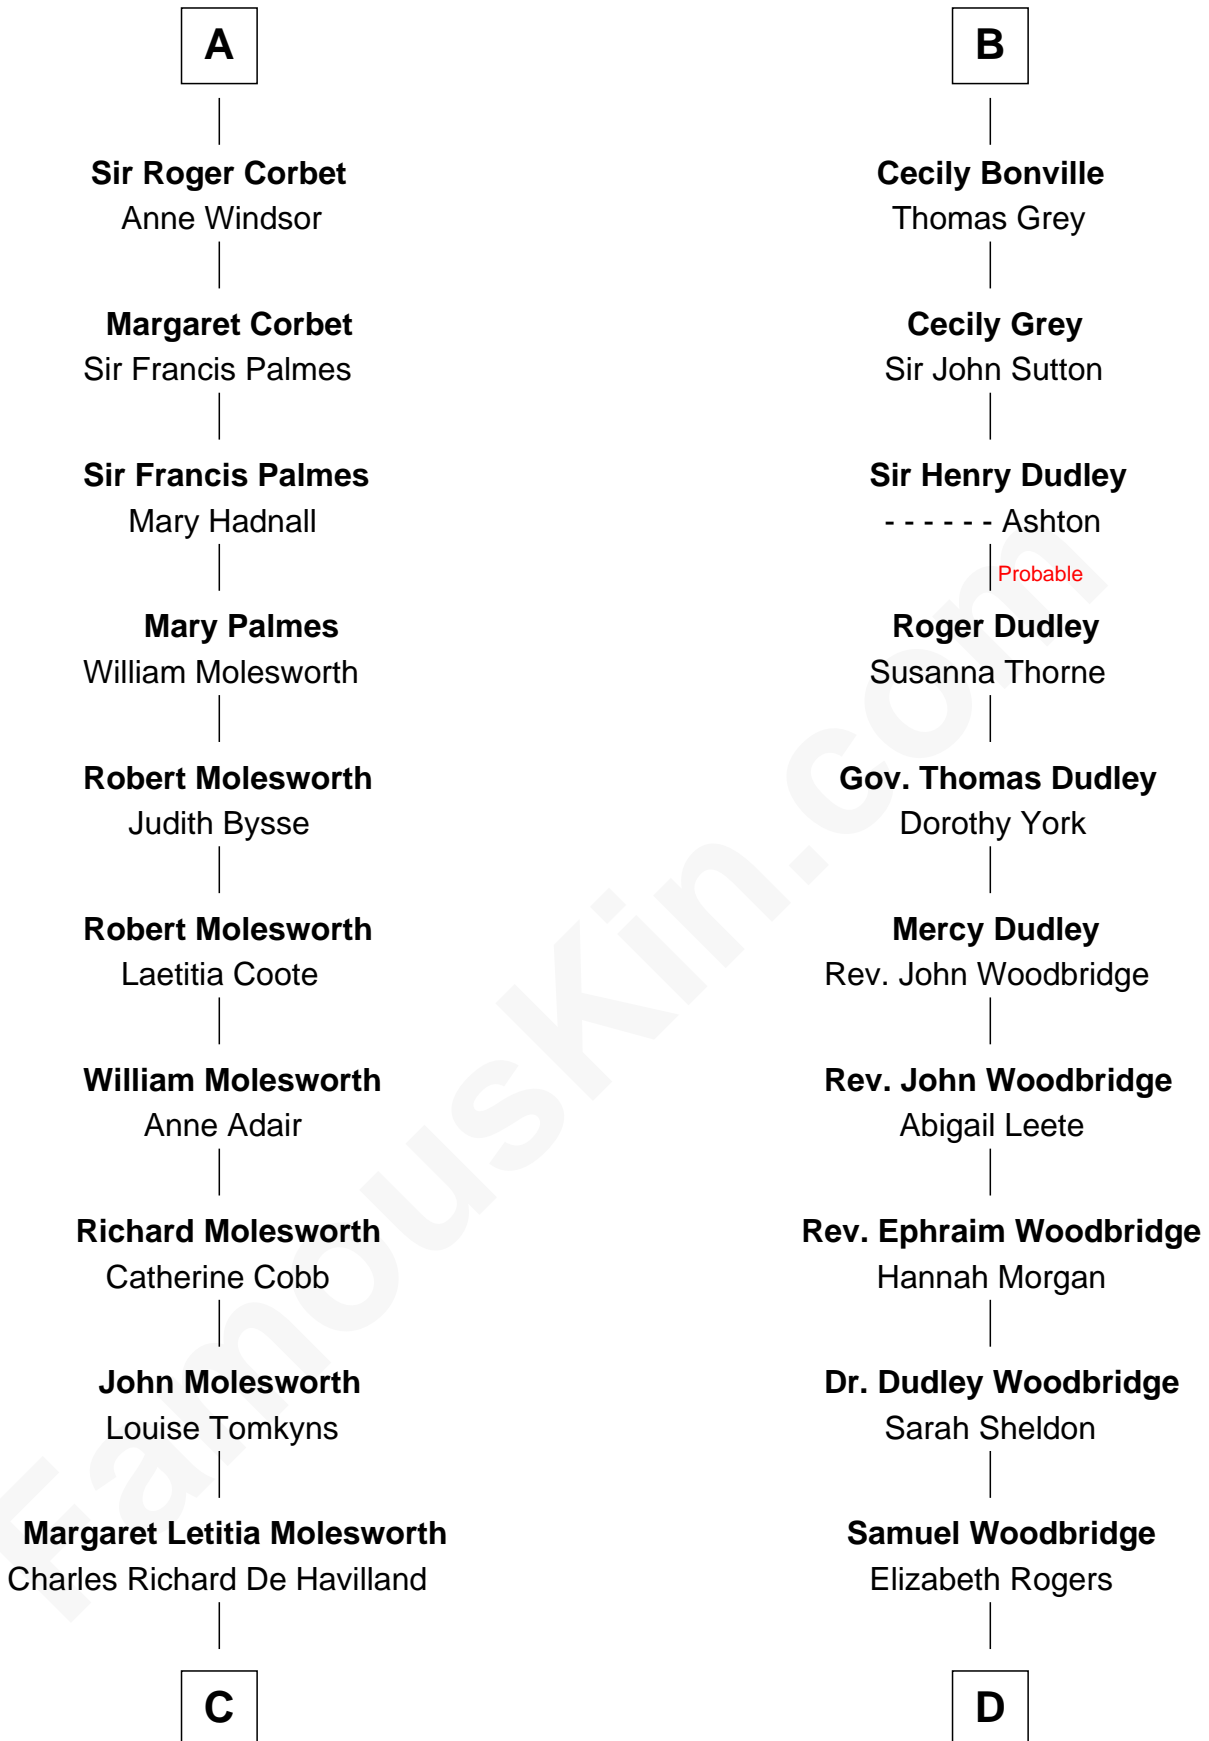 A
Sir Roger Corbet
Anne Windsor
Margaret Corbet
Sir Francis Palmes
Sir Francis Palmes
Mary Hadnall
Mary Palmes
William Molesworth
Robert Molesworth
Judith Bysse
Robert Molesworth
Laetitia Coote
William Molesworth
Anne Adair
Richard Molesworth
Catherine Cobb
John Molesworth
Louise Tomkyns
Margaret Letitia Molesworth
Charles Richard De Havilland
C
B
Cecily Bonville
Thomas Grey
Cecily Grey
Sir John Sutton
Sir Henry Dudley
- - - - - - Ashton
Probable
Roger Dudley
Susanna Thorne
Gov. Thomas Dudley
Dorothy York
Mercy Dudley
Rev. John Woodbridge
Rev. John Woodbridge
Abigail Leete
Rev. Ephraim Woodbridge
Hannah Morgan
Dr. Dudley Woodbridge
Sarah Sheldon
Samuel Woodbridge
Elizabeth Rogers
D
FamousKin.com